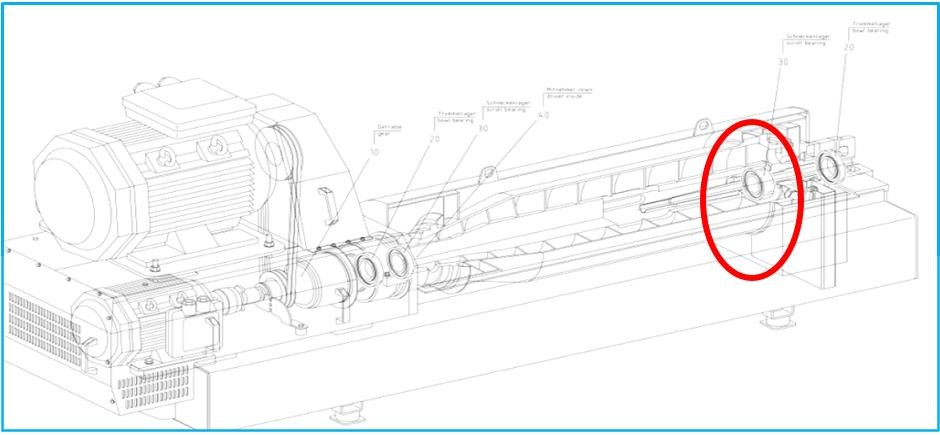 Getriebe
gear
10
Trommellager
bowl bearing
20
Schneckenlager
scroll bearing
30
Mitnehmer innen
driver inside
40
Schneckenlager
scroll bearing
30
Trommellager
bowl bearing
20